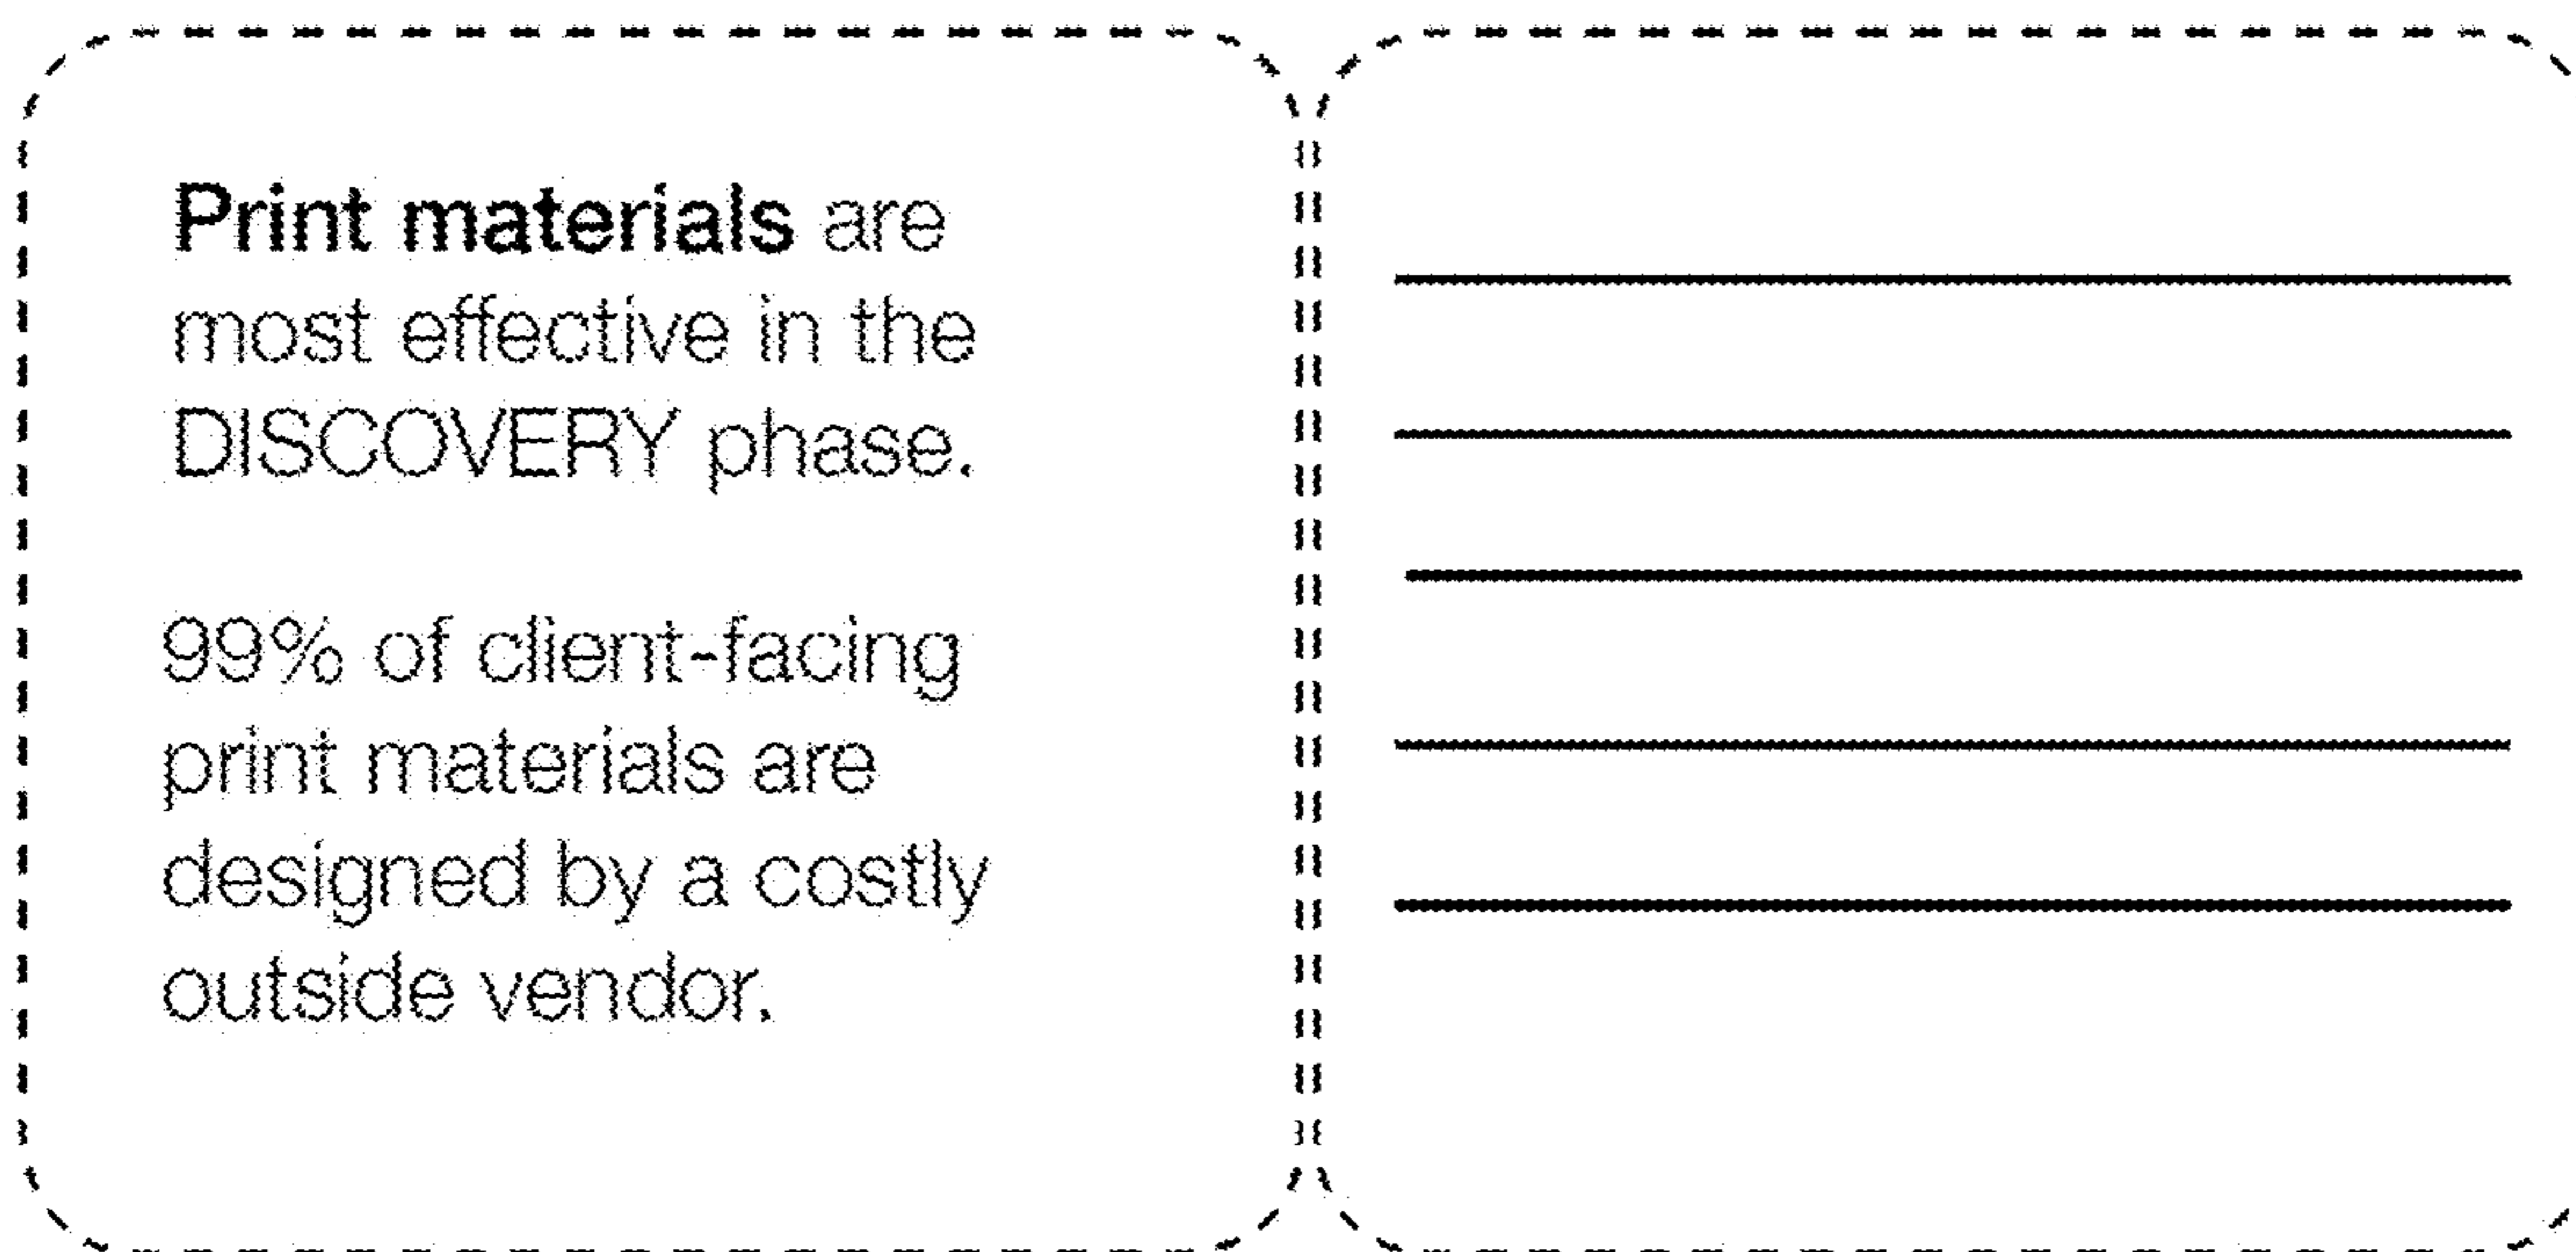 Print materials are
most effective in the
DISCOVERY phase.
99% of client-facing
print materials are
designed by a costly
outside vendor.